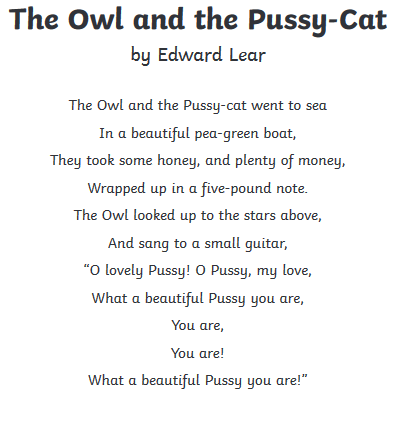 The Owl and the Pussy-Cat
by Edward Lear
The Owl and the Pussy-cat went to sea
In a beautiful pea-green boat,
They took some honey, and plenty of money,
Wrapped up in a five-pound note.
The Owl looked up to the stars above,
And sang to a small guitar,
“O lovely Pussy! O Pussy, my love,
What a beautiful Pussy you are,
You are,
You are!
What a beautiful Pussy you are!”